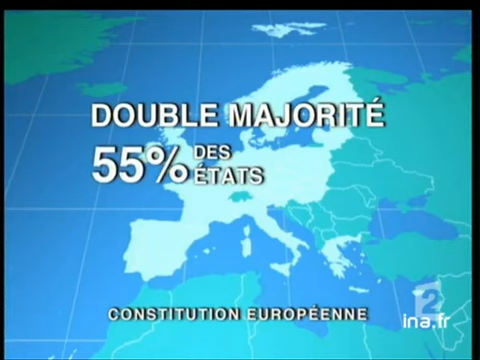 DOUBLE MAJORITÉ
55% DES
ÉTATS
CONSTITUTION EUROPÉENNE
2
ina.fr